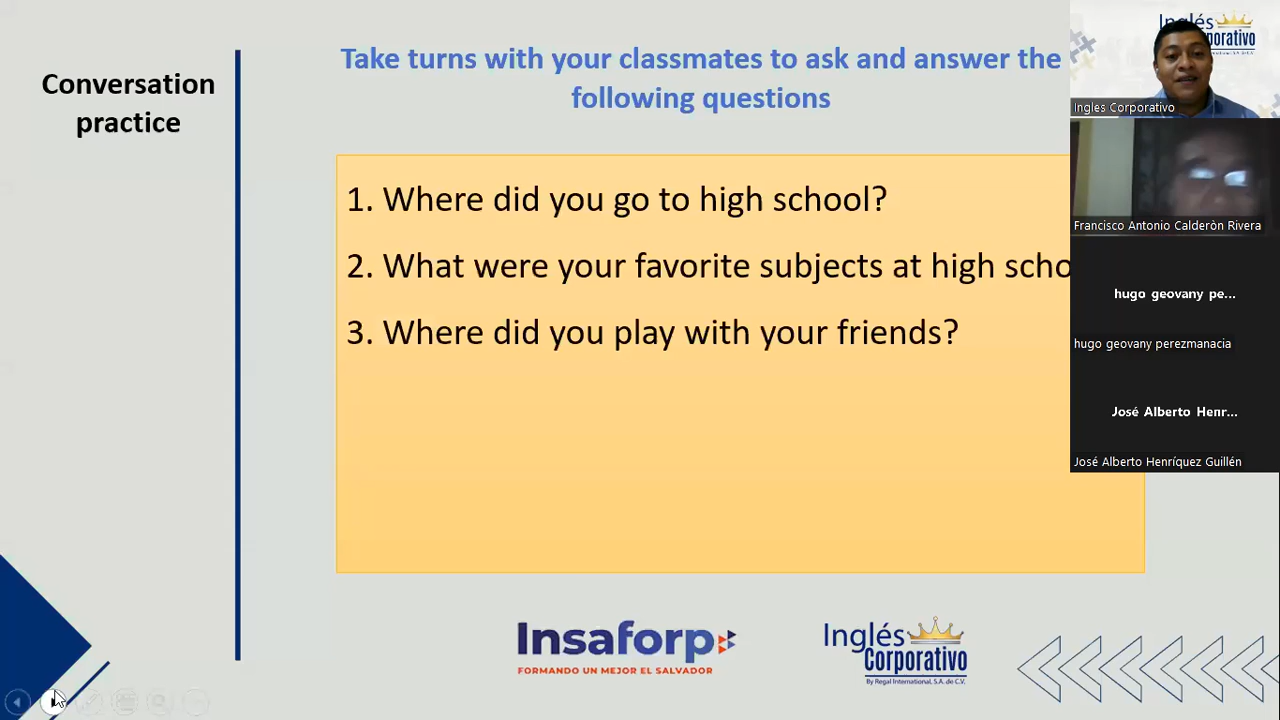 Conversation
practice
Take turns with your classmates to ask and answer the
following questions
1. Where did you go to high school?
2. What were your favorite subjects at high scho
3. Where did you play with your friends?
Inglés
Corporativo
Ingles Corporativo
Francisco Antonio Calderòn Rivera
hugo geovany pe...
hugo geovany perezmanacia
José Alberto Henr...
José Alberto Henríquez Guillén
Insaforp
FORMANDO UN MEJOR EL SALVADOR
Inglés
Corporativo
By Regal International, S.A. de C.V.